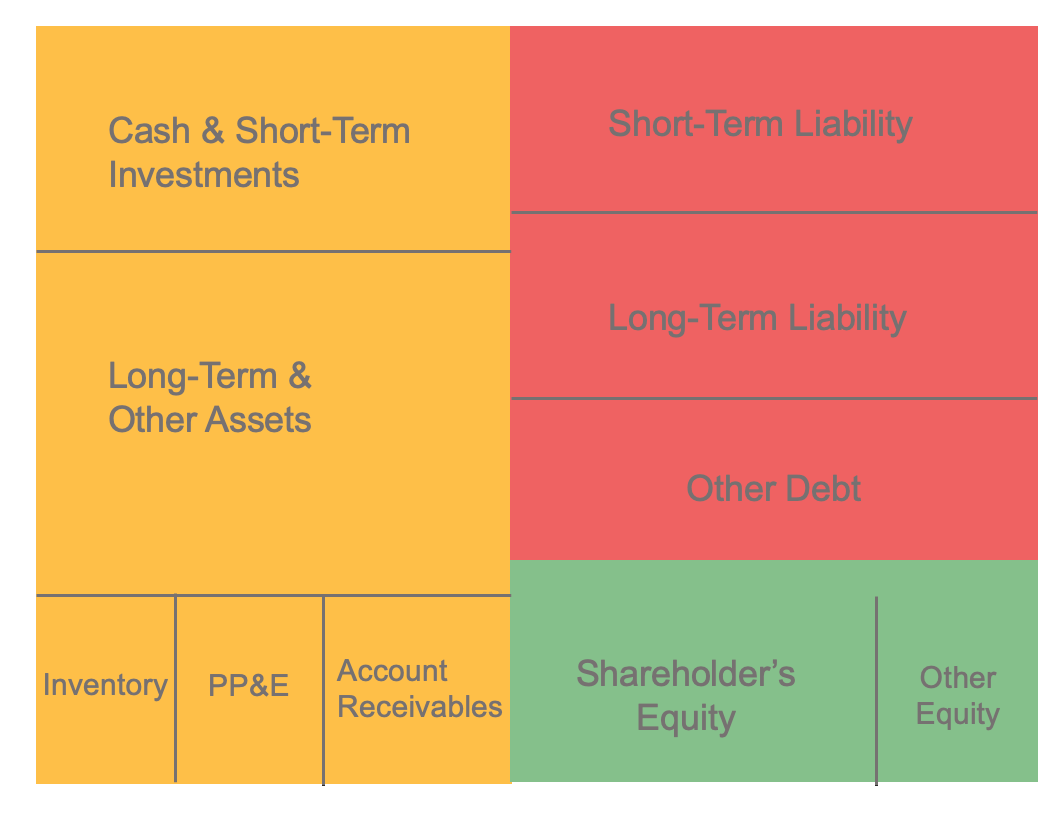 Cash & Short-Term
Investments
Long-Term &
Other Assets
Inventory
PP&E
Account
Receivables
Short-Term Liability
Long-Term Liability
Other Debt
Shareholder’s
Equity
Other
Equity